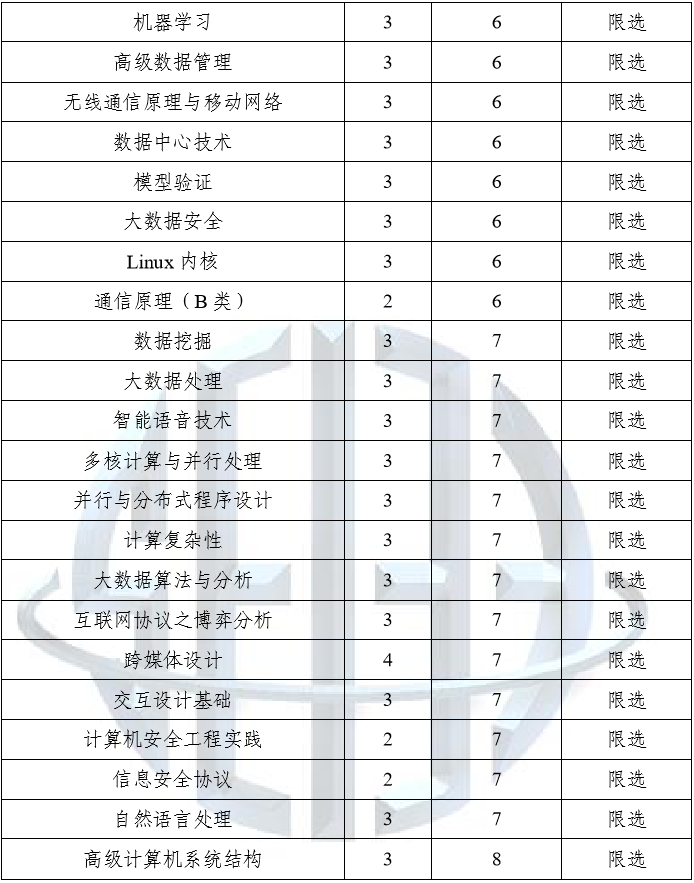 机器学习 3 6 限选
高级数据管理 3 6 限选
无线通信原理与移动网络 3 6 限选
数据中心技术 3 6 限选
模型验证 3 6 限选
大数据安全 3 6 限选
Linux 内核 3 6 限选
通信原理（B 类） 2 6 限选
数据挖掘 3 7 限选
大数据处理 3 7 限选
智能语音技术 3 7 限选
多核计算与并行处理 3 7 限选
并行与分布式程序设计 3 7 限选
计算复杂性 3 7 限选
大数据算法与分析 3 7 限选
互联网协议之博弈分析 3 7 限选
跨媒体设计 4 7 限选
交互设计基础 3 7 限选
计算机安全工程实践 2 7 限选
信息安全协议 2 7 限选
自然语言处理 3 7 限选
高级计算机系统结构 3 8 限选